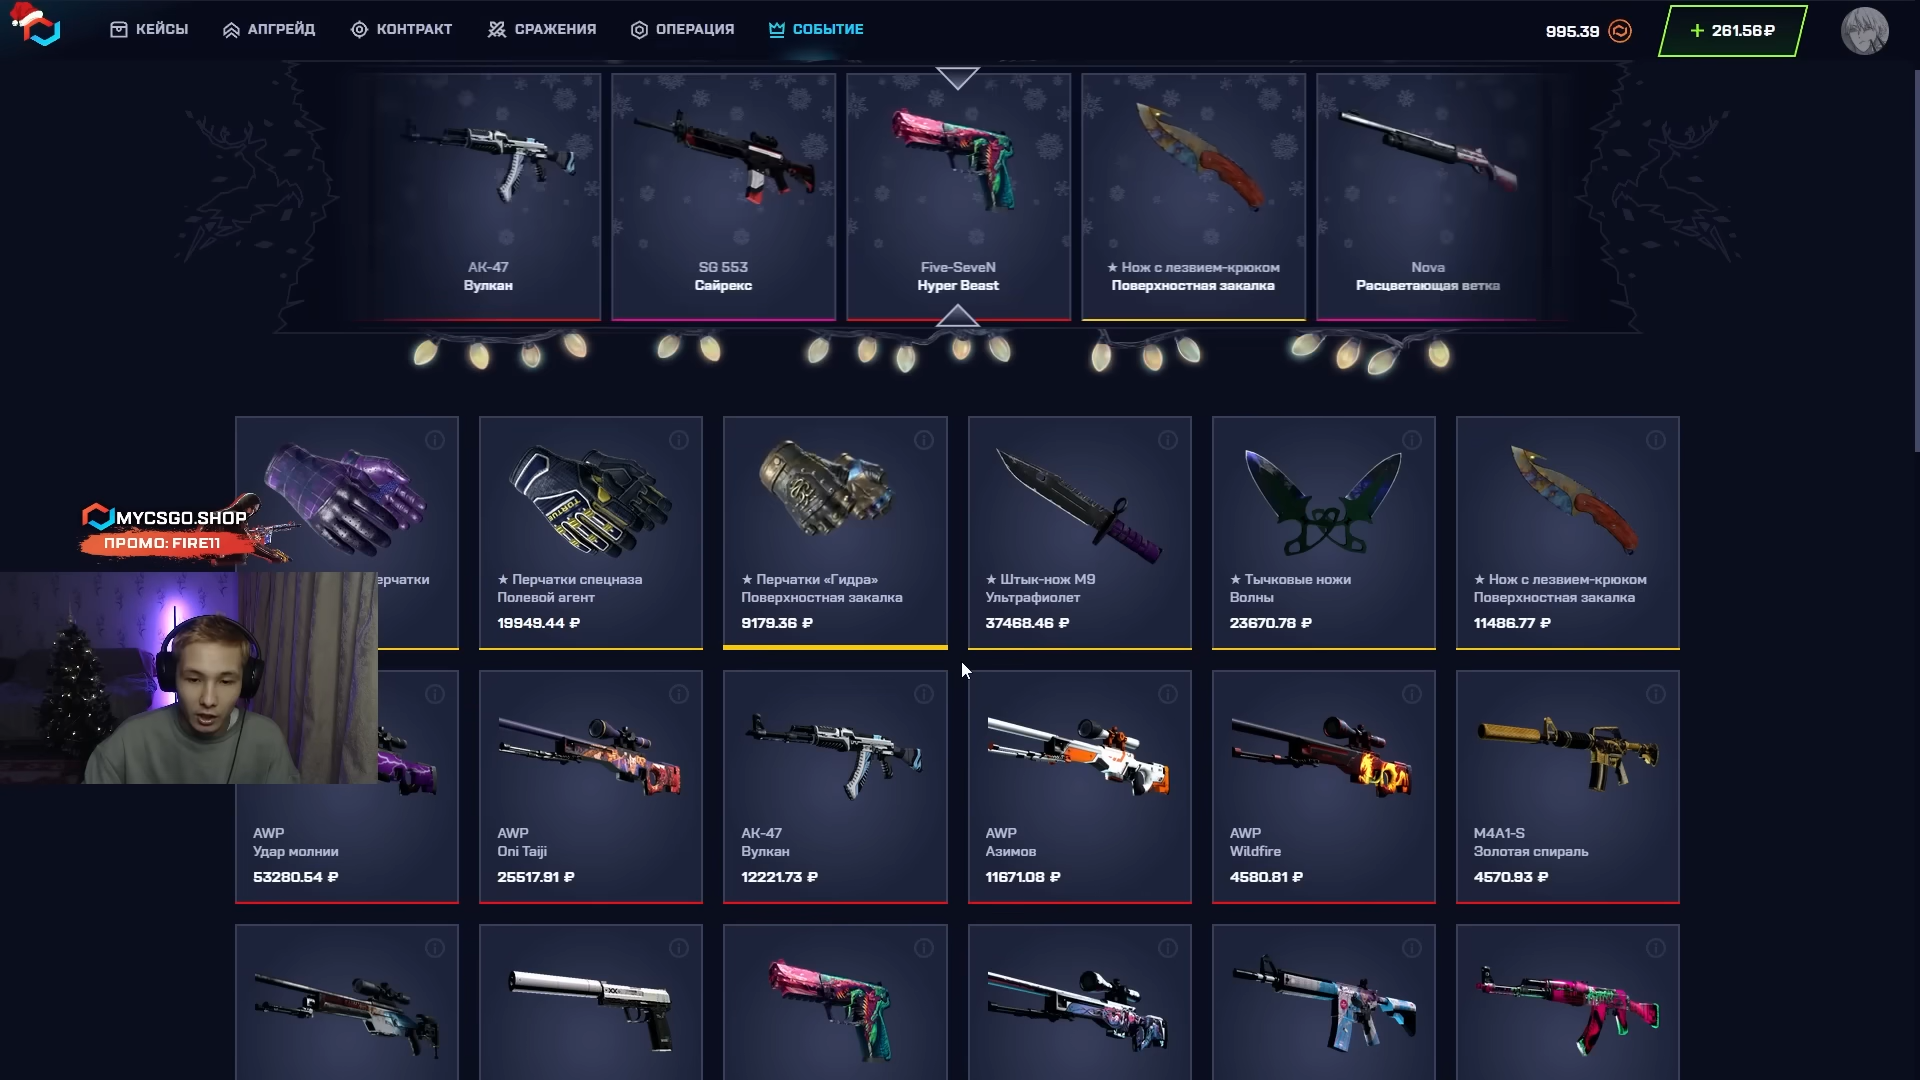 КЕЙСЫ
АПГРЕЙД
КОНТРАКТ
СРАЖЕНИЯ
ОПЕРАЦИЯ
СОБЫТИЕ
995.39
+ 261.56 ₽
AK-47
Вулкан
SG 553
Сайрекс
Five-SeveN
Hyper Beast
★ Нож с лезвием-крюком
Поверхностная закалка
Nova
Расцветающая ветка
MYCSGO.SHOP
ПРОМО: FIRE11
★ Перчатки спецназа
Полевой агент
19949.44 ₽
★ Перчатки «Гидра»
Поверхностная закалка
9179.36 ₽
★ Штык-нож M9
Ультрафиолет
37468.46 ₽
★ Тычковые ножи
Волны
23670.78 ₽
★ Нож с лезвием-крюком
Поверхностная закалка
11486.77 ₽
AWP
Удар молнии
53280.54 ₽
AWP
Oni Taiji
25517.91 ₽
AK-47
Вулкан
12221.73 ₽
AWP
Азимов
11671.08 ₽
AWP
Wildfire
4580.81 ₽
M4A1-S
Золотая спираль
4570.93 ₽